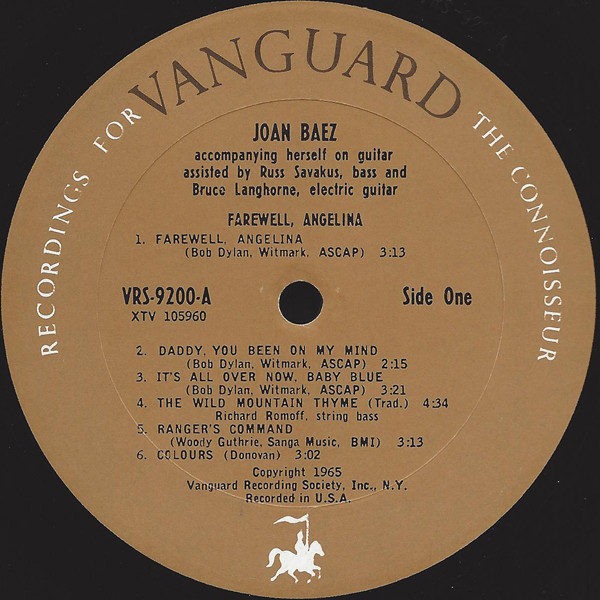 RECORDINGS FOR VANGUARD THE CONNOISSEUR
JOAN BAEZ
accompanying herself on guitar
assisted by Russ Savakus, bass and
Bruce Langhorne, electric guitar
FAREWELL, ANGELINA
1. FAREWELL, ANGELINA
(Bob Dylan, Witmark, ASCAP) 3:13
VRS-9200-A Side One
XTV 105960
2. DADDY, YOU BEEN ON MY MIND
(Bob Dylan, Witmark, ASCAP) 2:15
3. IT'S ALL OVER NOW, BABY BLUE
(Bob Dylan, Witmark, ASCAP) 3:21
4. THE WILD MOUNTAIN THYME (Trad.) 4:34
Richard Romoff, string bass
5. RANGER'S COMMAND
(Woody Guthrie, Sanga Music, BMI) 3:13
6. COLOURS (Donovan) 3:02
Copyright 1965
Vanguard Recording Society, Inc., N.Y.
Recorded in U.S.A.